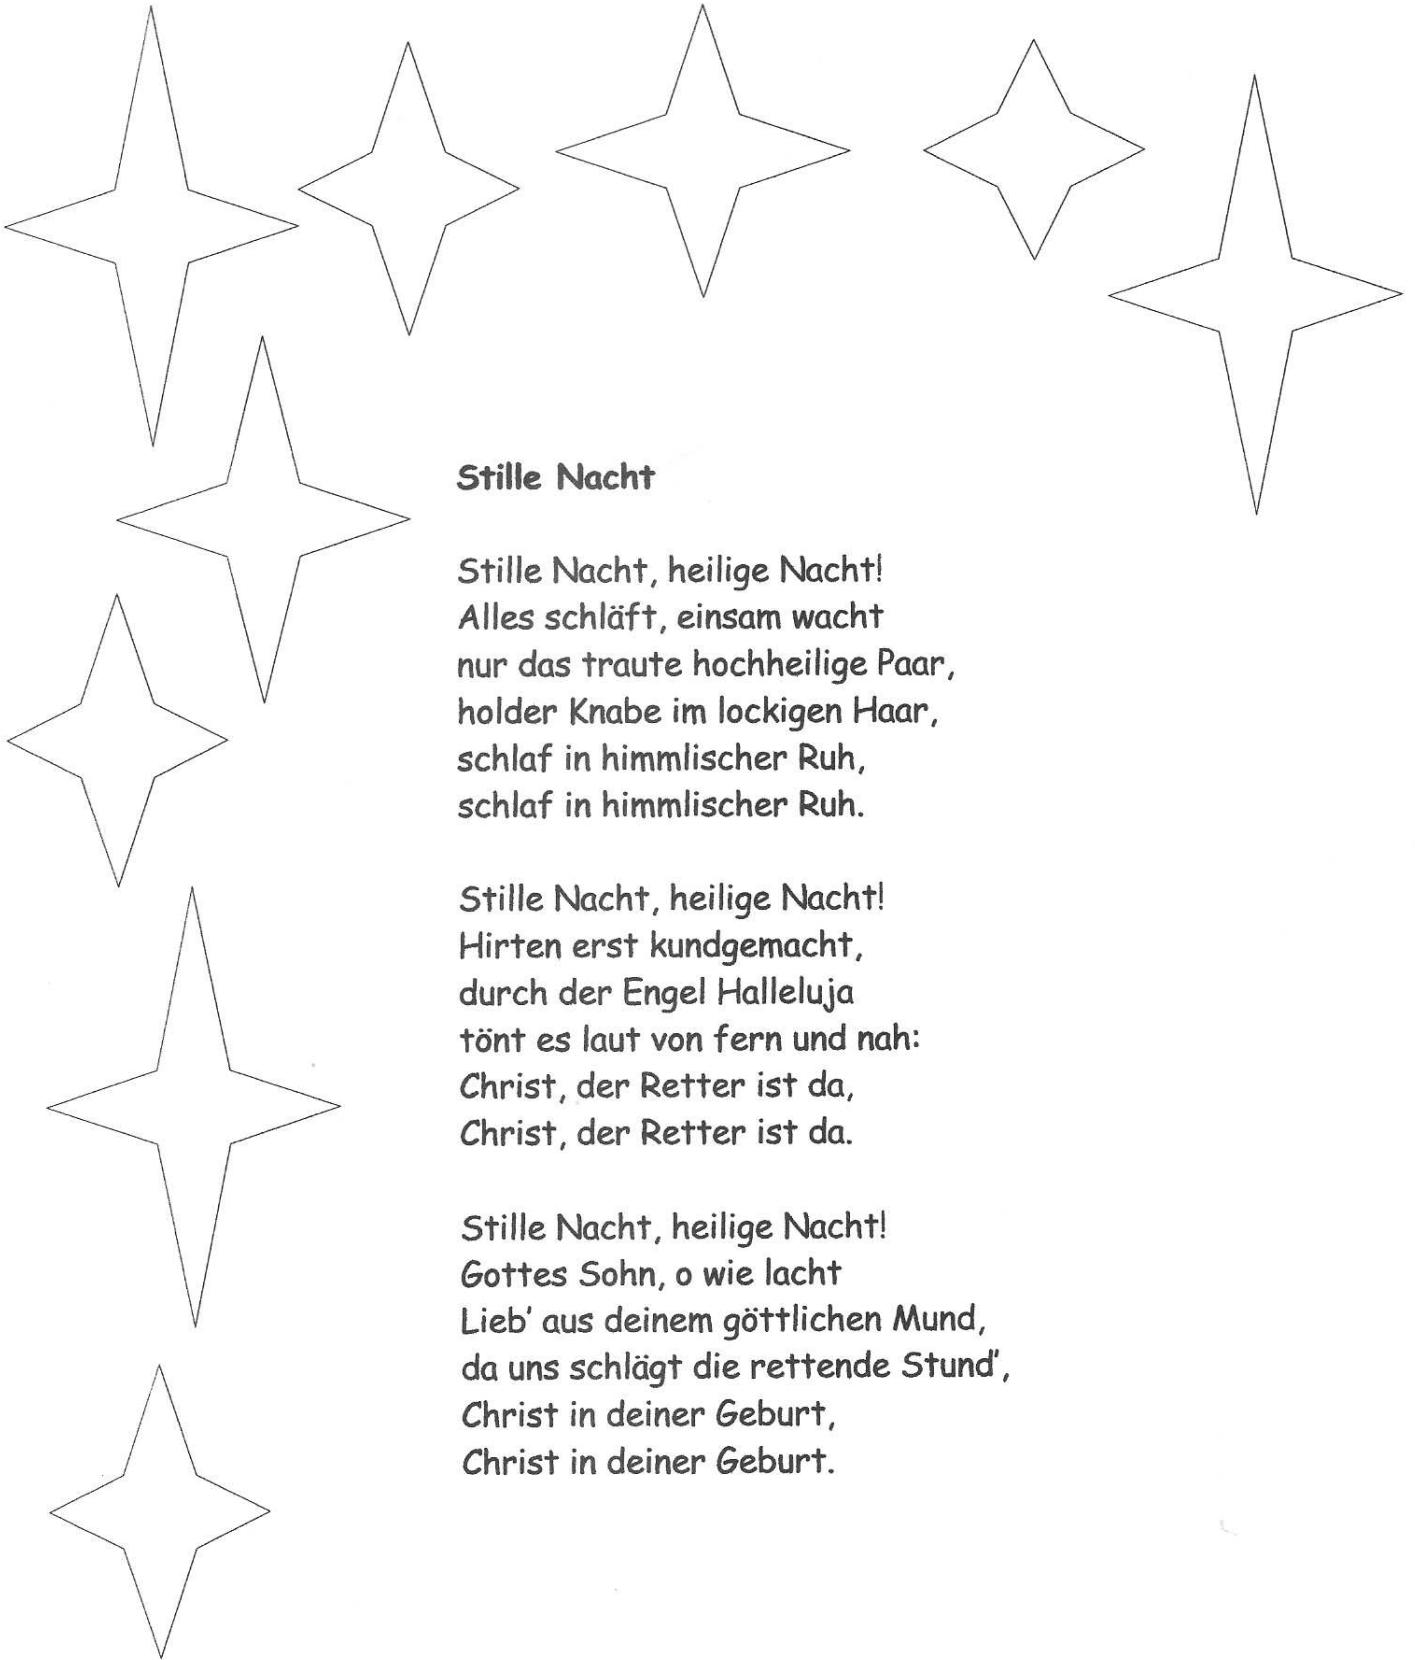 Stille Nacht
Stille Nacht, heilige Nacht!
Alles schläft, einsam wacht
nur das traute hochheilige Paar,
holder Knabe im lockigen Haar,
schlaf in himmlischer Ruh,
schlaf in himmlischer Ruh.
Stille Nacht, heilige Nacht!
Hirten erst kundgemacht,
durch der Engel Halleluja
tönt es laut von fern und nah:
Christ, der Retter ist da,
Christ, der Retter ist da.
Stille Nacht, heilige Nacht!
Gottes Sohn, o wie lacht
Lieb' aus deinem göttlichen Mund,
da uns schlägt die rettende Stund',
Christ in deiner Geburt,
Christ in deiner Geburt.